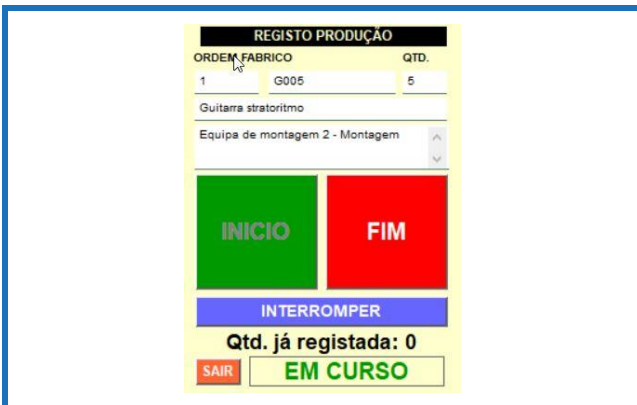 REGISTO PRODUÇÃO
ORDEM FABRICO QTD.
1 G005 5
Guitarra stratoritmo
Equipa de montagem 2 - Montagem
INICIO FIM
INTERROMPER
Qtd. já registada: 0
SAIR EM CURSO